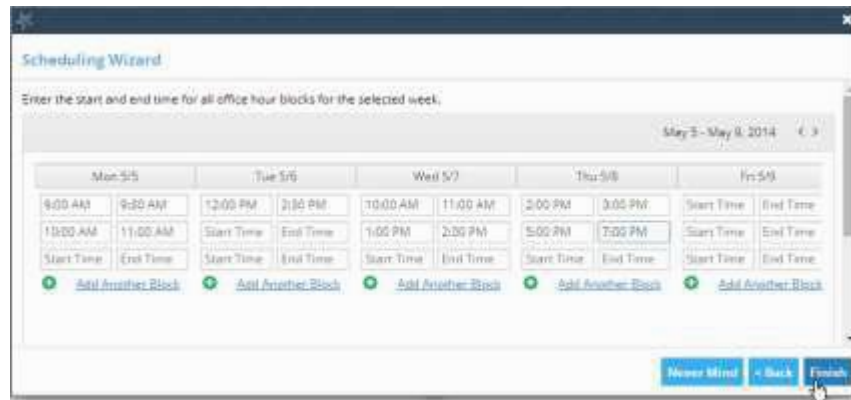 Scheduling Wizard
Enter the start and end time for all office hour blocks for the selected week.
May 5 - May 9, 2014 < >
Mon 5/5 Tue 5/6 Wed 5/7 Thu 5/8 Fri 5/9
9:00 AM 9:30 AM 12:00 PM 2:30 PM 10:00 AM 11:00 AM 2:00 PM 3:00 PM Start Time End Time
10:00 AM 11:00 AM Start Time End Time 1:00 PM 2:00 PM 5:00 PM 7:00 PM Start Time End Time
Start Time End Time Start Time End Time Start Time End Time Start Time End Time Start Time End Time
Add Another Block Add Another Block Add Another Block Add Another Block Add Another Block
Never Mind < Back Finish